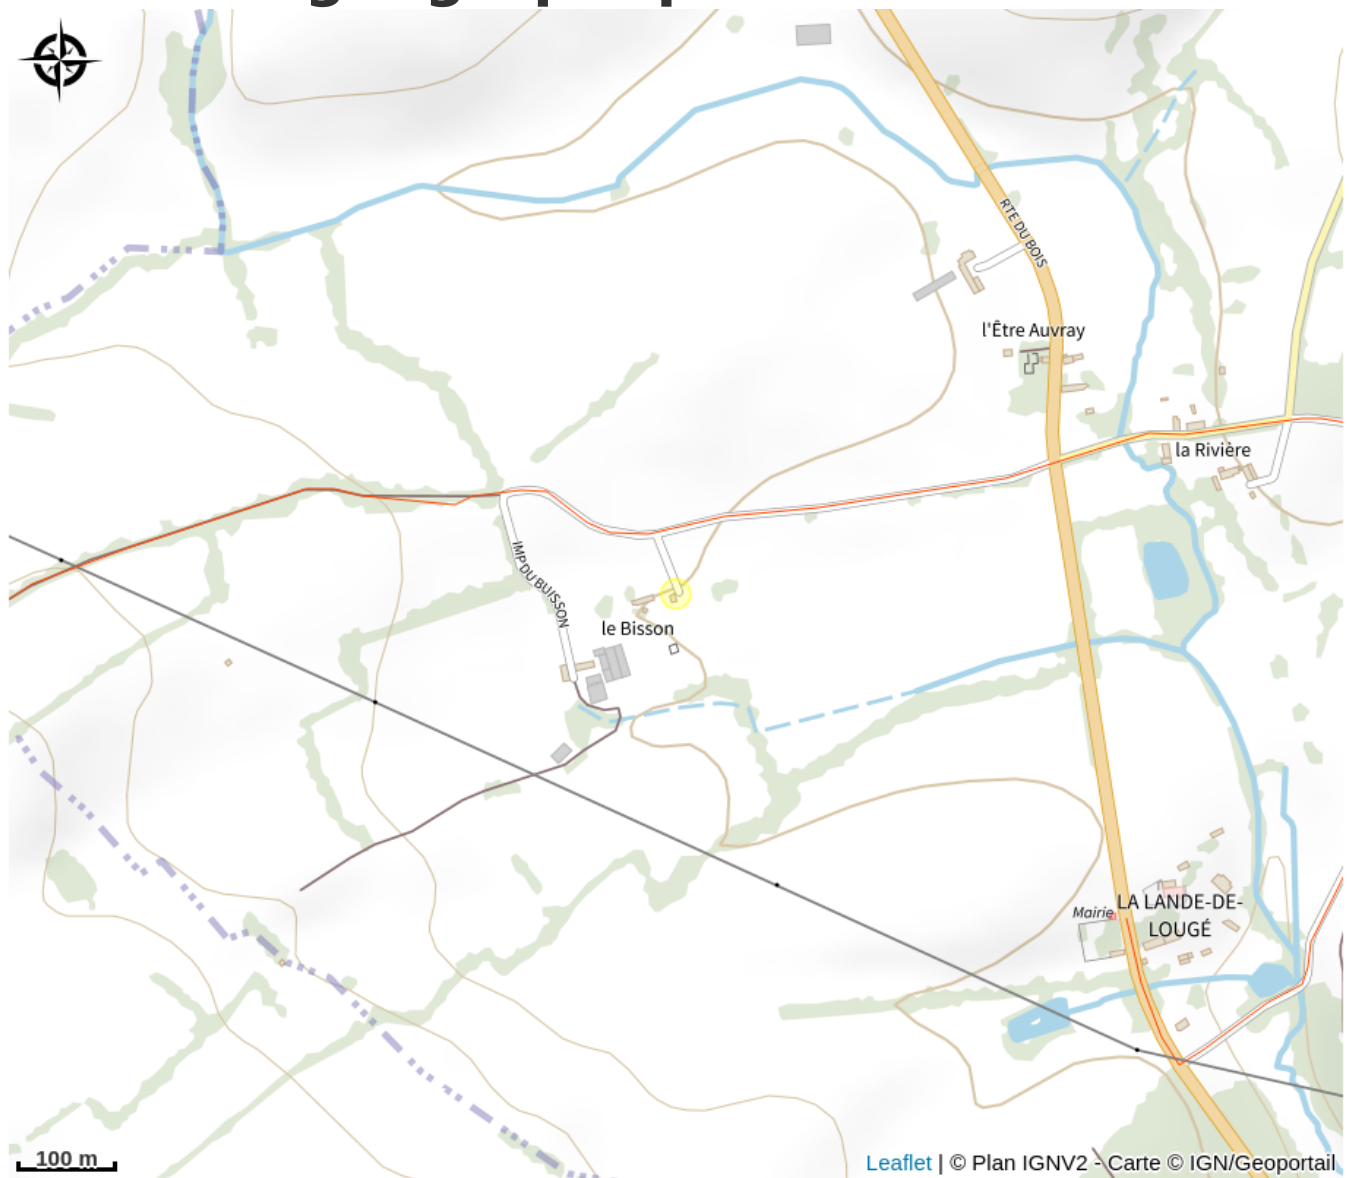 RTE DU BOIS
l'Être Auvray
la Rivière
IMP DU BUISSON
le Bisson
LA LANDE-DE-
LOUGÉ
Mairie
100 m
Leaflet | © Plan IGNV2 - Carte © IGN/Geoportail